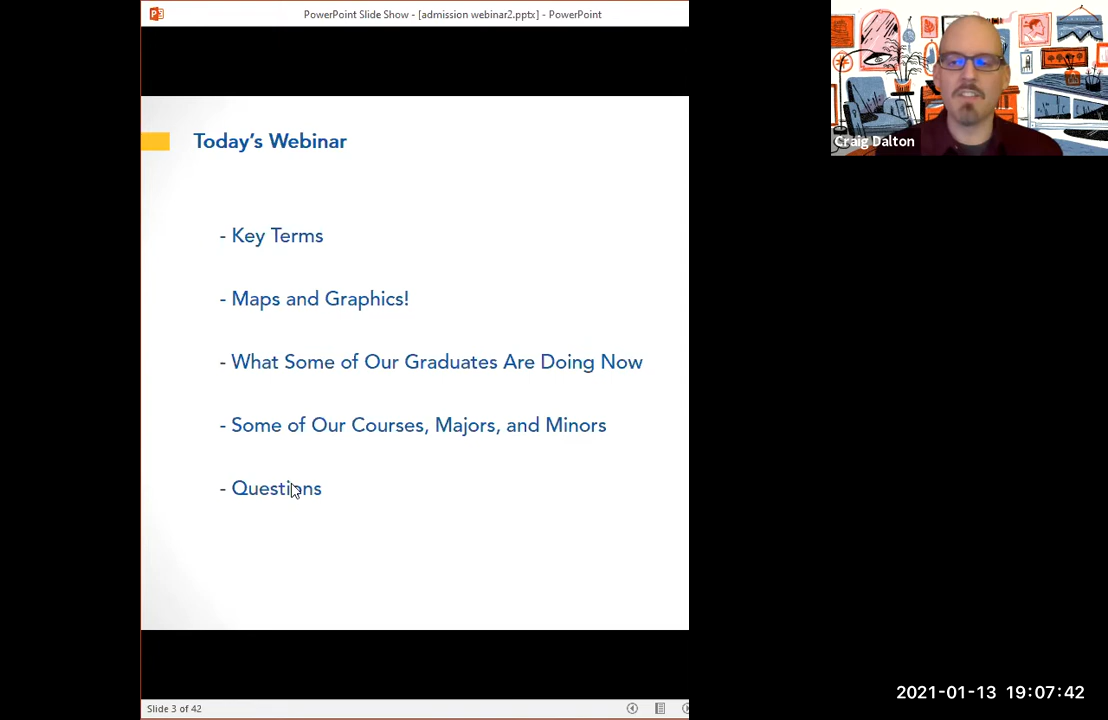 PowerPoint Slide Show - [admission webinar2.pptx] - PowerPoint
Today's Webinar
- Key Terms
- Maps and Graphics!
- What Some of Our Graduates Are Doing Now
- Some of Our Courses, Majors, and Minors
- Questions
Slide 3 of 42
Craig Dalton
2021-01-13 19:07:42